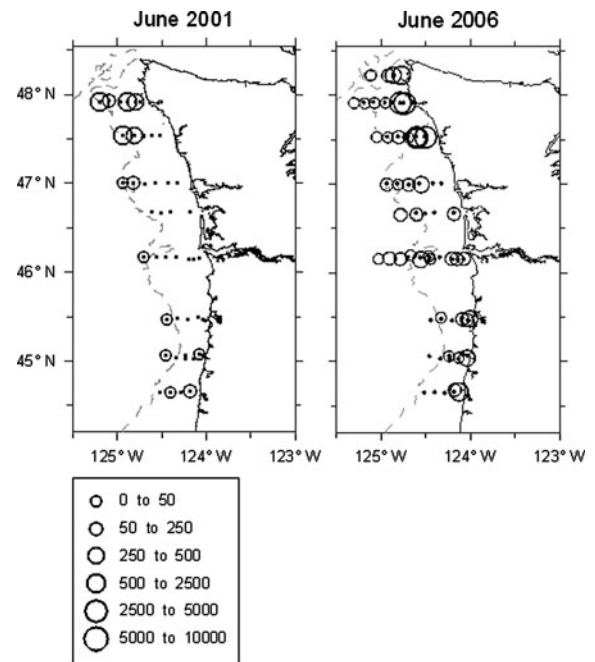 June 2001
June 2006
48° N
47° N
46° N
45° N
125° W
124° W
123° W
125° W
124° W
123° W
0 to 50
50 to 250
250 to 500
500 to 2500
2500 to 5000
5000 to 10000